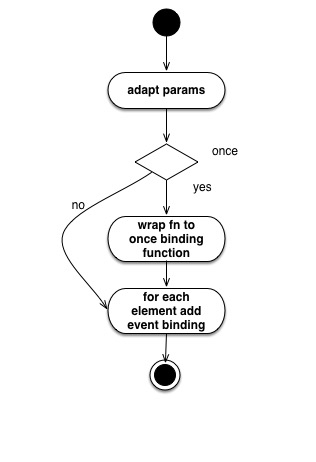 adapt params
once
yes
no
wrap fn to
once binding
function
for each
element add
event binding